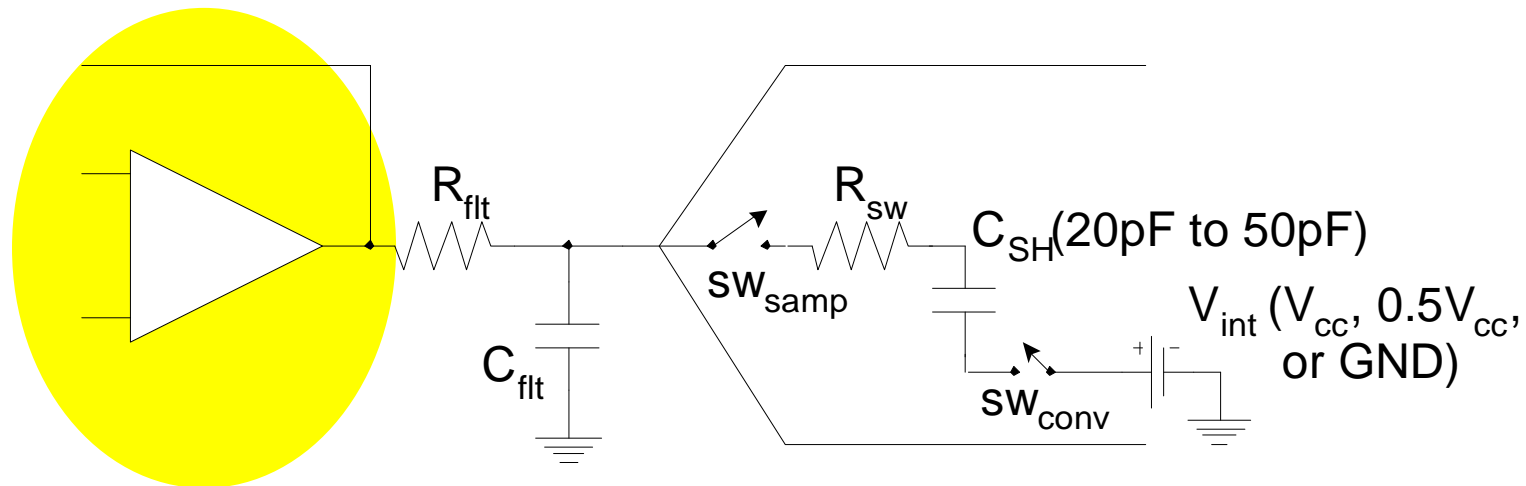 R_flt
R_sw
C_SH(20pF to 50pF)
sw_samp
V_int (V_cc, 0.5V_cc,
or GND)
+ -
C_flt
sw_conv